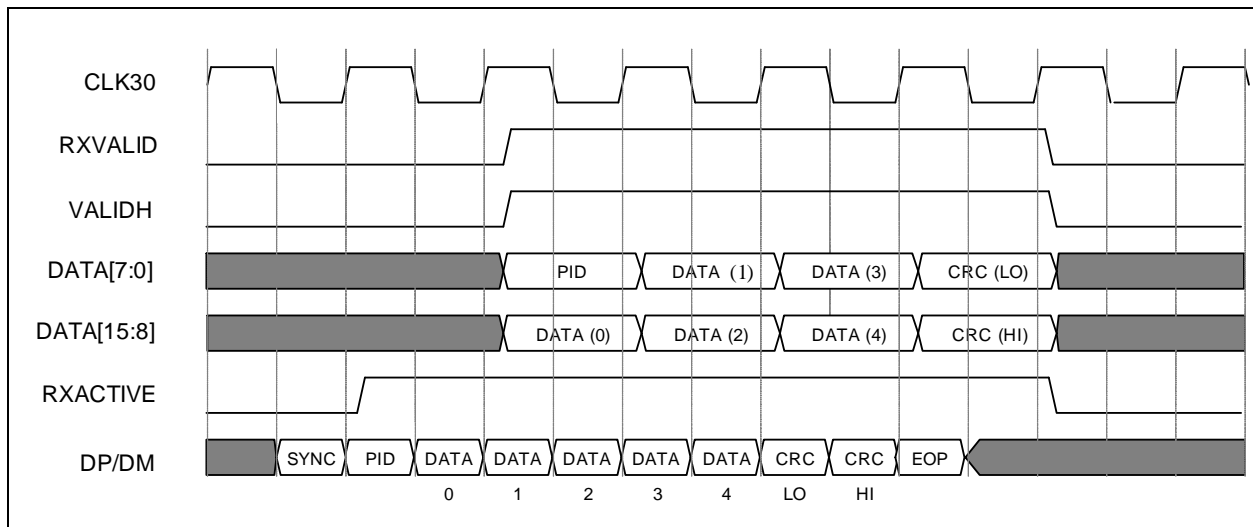 CLK30
RXVALID
VALIDH
DATA[7:0] PID DATA (1) DATA (3) CRC (LO)
DATA[15:8] DATA (0) DATA (2) DATA (4) CRC (HI)
RXACTIVE
DP/DM SYNC PID DATA DATA DATA DATA DATA CRC CRC EOP
0 1 2 3 4 LO HI